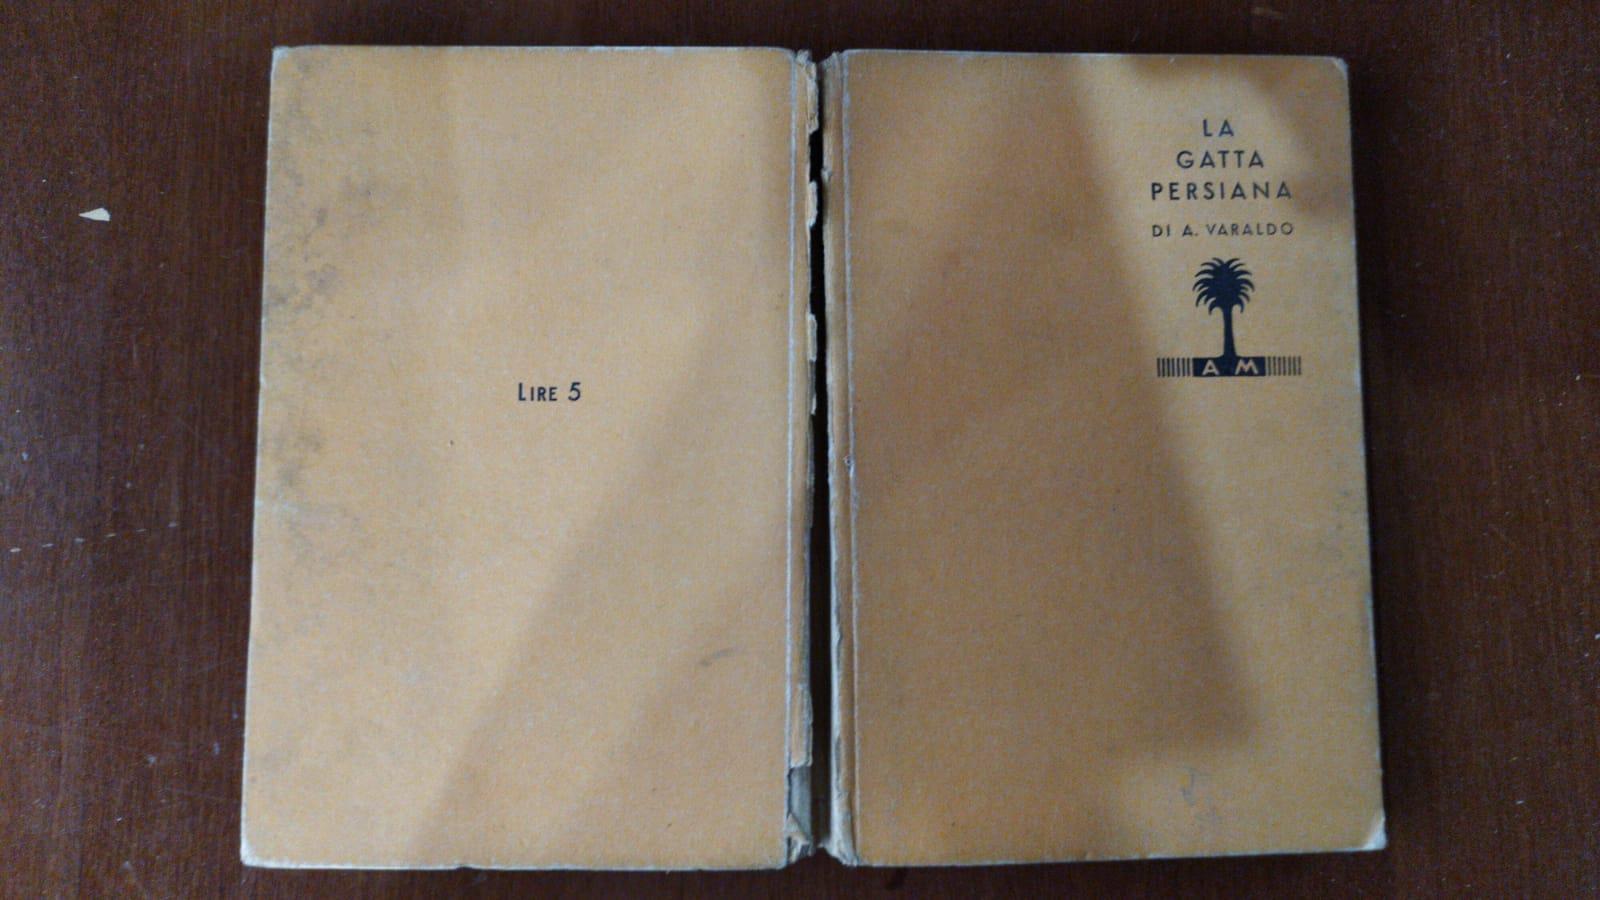 LIRE 5
LA
GATTA
PERSIANA
DI A. VARALDO
A M